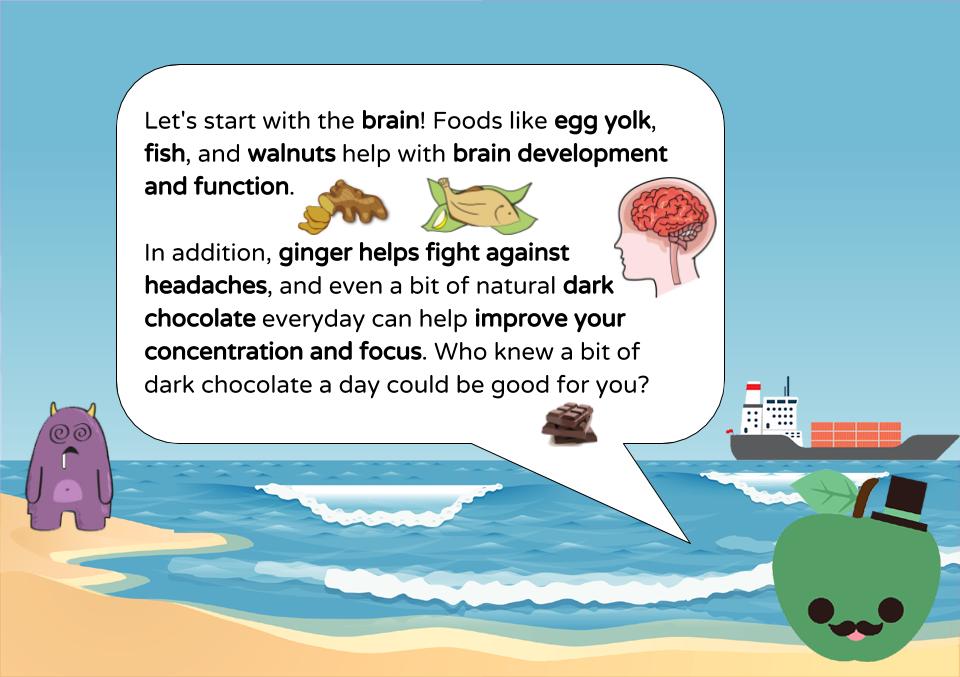 Let's start with the brain! Foods like egg yolk,
fish, and walnuts help with brain development
and function.
In addition, ginger helps fight against
headaches, and even a bit of natural dark
chocolate everyday can help improve your
concentration and focus. Who knew a bit of
dark chocolate a day could be good for you?